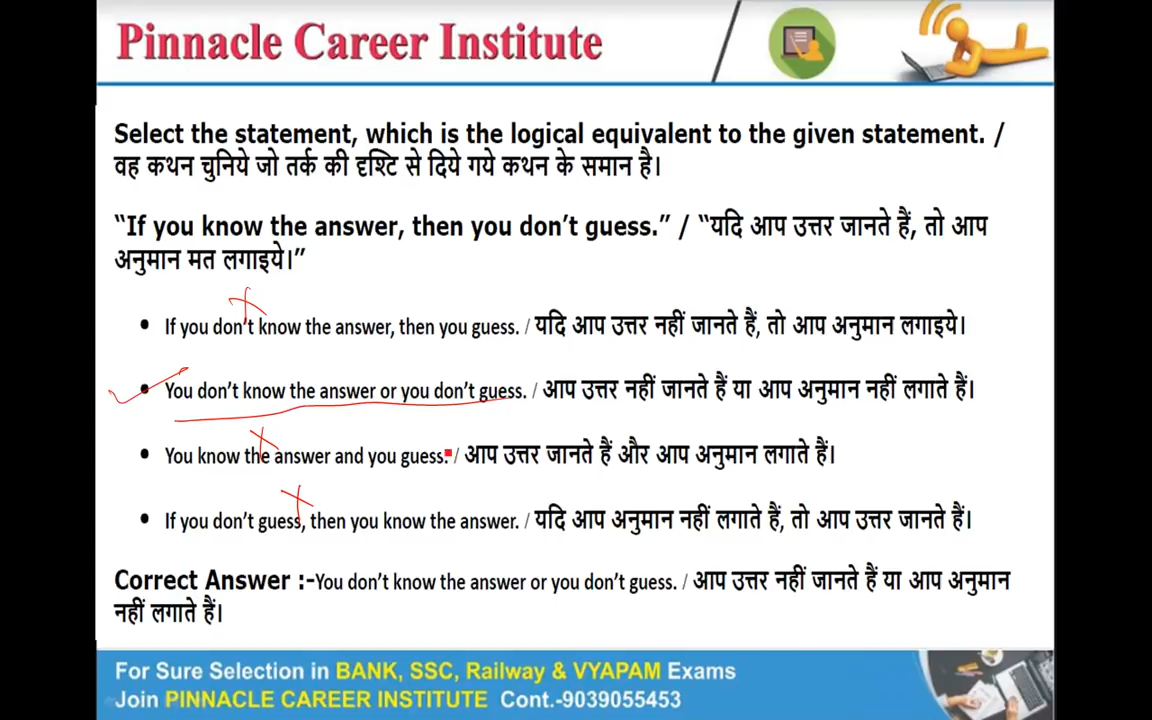 Pinnacle Career Institute
Select the statement, which is the logical equivalent to the given statement. /
वह कथन चुनिये जो तर्क की दृश्टि से दिये गये कथन के समान है।
“If you know the answer, then you don’t guess.” / “यदि आप उत्तर जानते हैं, तो आप
अनुमान मत लगाइये।”
• If you don’t know the answer, then you guess. / यदि आप उत्तर नहीं जानते हैं, तो आप अनुमान लगाइये।
• You don’t know the answer or you don’t guess. / आप उत्तर नहीं जानते हैं या आप अनुमान नहीं लगाते हैं।
• You know the answer and you guess. / आप उत्तर जानते हैं और आप अनुमान लगाते हैं।
• If you don’t guess, then you know the answer. / यदि आप अनुमान नहीं लगाते हैं, तो आप उत्तर जानते हैं।
Correct Answer :-You don’t know the answer or you don’t guess. / आप उत्तर नहीं जानते हैं या आप अनुमान
नहीं लगाते हैं।
For Sure Selection in BANK, SSC, Railway & VYAPAM Exams
Join PINNACLE CAREER INSTITUTE Cont.-9039055453